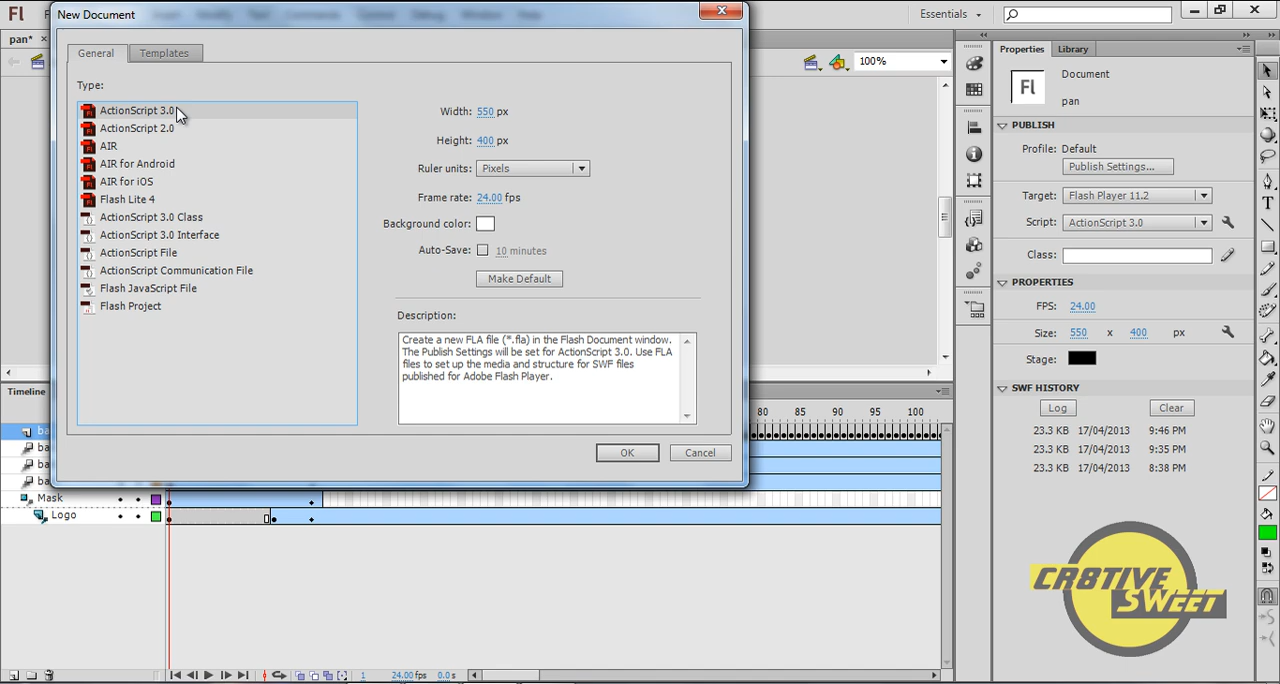 Fl
New Document
Essentials
pan*
General
Templates
Type:
ActionScript 3.0
ActionScript 2.0
AIR
AIR for Android
AIR for iOS
Flash Lite 4
ActionScript 3.0 Class
ActionScript 3.0 Interface
ActionScript File
ActionScript Communication File
Flash JavaScript File
Flash Project
Width: 550 px
Height: 400 px
Ruler units: Pixels
Frame rate: 24.00 fps
Background color:
Auto-Save: 10 minutes
Make Default
Description:
Create a new FLA file (*.fla) in the Flash Document window.
The Publish Settings will be set for ActionScript 3.0. Use FLA
files to set up the media and structure for SWF files
published for Adobe Flash Player.
OK
Cancel
100%
Properties
Library
Fl
Document
pan
PUBLISH
Profile: Default
Publish Settings...
Target: Flash Player 11.2
Script: ActionScript 3.0
Class:
PROPERTIES
FPS: 24.00
Size: 550 x 400 px
Stage:
SWF HISTORY
Log
Clear
23.3 KB 17/04/2013 9:46 PM
23.3 KB 17/04/2013 9:35 PM
23.3 KB 17/04/2013 8:38 PM
Timeline
80 85 90 95 100
Mask
Logo
1 24.00 fps 0.0 s
CR8TIVE
SWEET